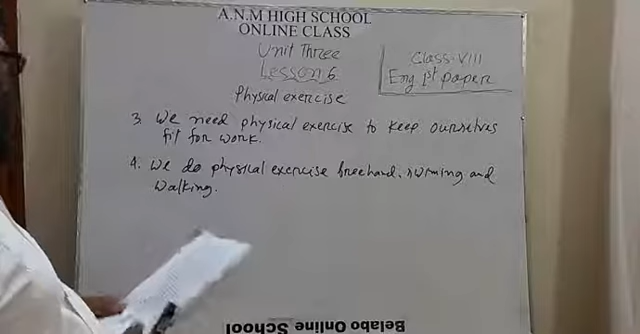 A.N.M HIGH SCHOOL
ONLINE CLASS
Unit Three
Lesson 6
Physical exercise
Class-VIII
Eng 1st paper
3. We need physical exercise to keep ourselves
fit for work.
4. We do physical exercise freehand, swiming and
walking.
Belabo Online School